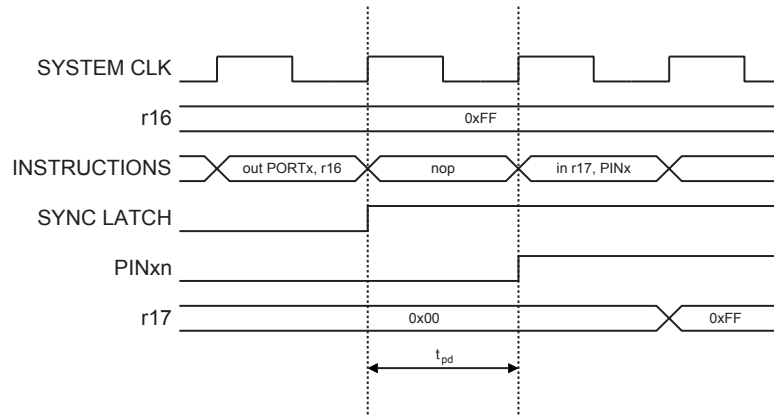 SYSTEM CLK
r16
0xFF
INSTRUCTIONS
out PORTx, r16
nop
in r17, PINx
SYNC LATCH
PINxn
r17
0x00
0xFF
tpd